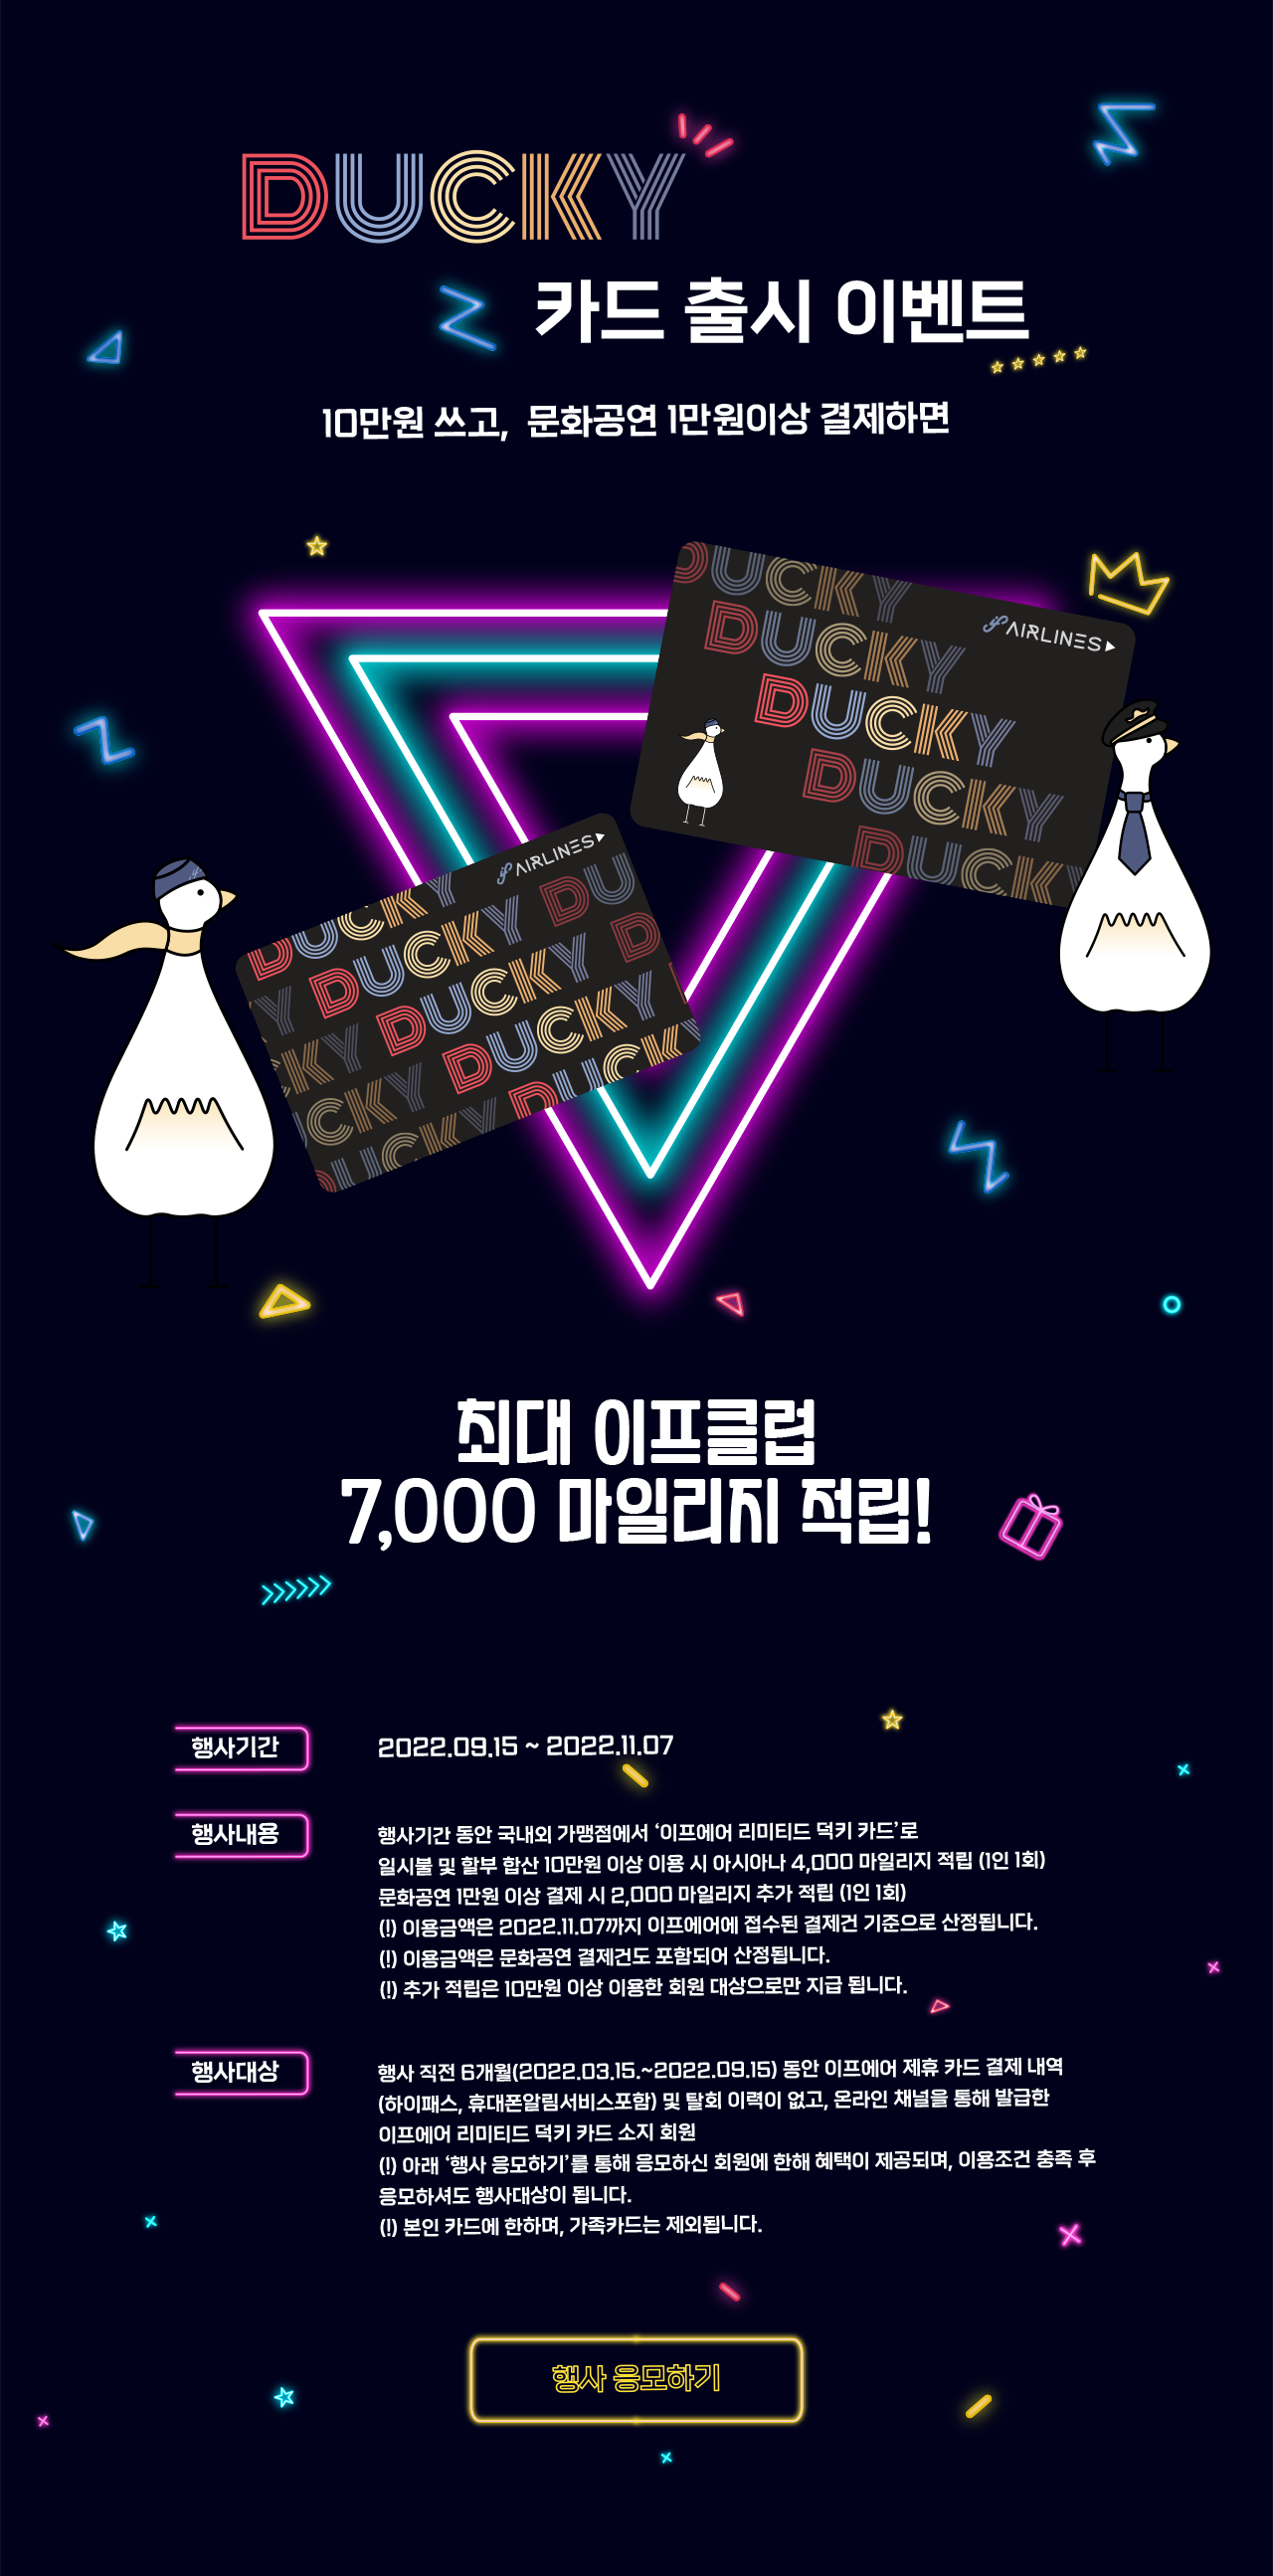 DUCKY
카드 출시 이벤트
10만원 쓰고, 문화공연 1만원이상 결제하면
DUCKY
DUCKY
DUCKY
DUCKY
DUCKY
AIRLINES
AIRLINES
DUCKY
DUCKY DU
Y DUCKY D
CKY DUCKY
CKY DUCK
DUCKY
최대 이프클럽
7,000 마일리지 적립!
행사기간
2022.09.15 ~ 2022.11.07
행사내용
행사기간 동안 국내외 가맹점에서 ‘이프에어 리미티드 덕키 카드’로
일시불 및 할부 합산 10만원 이상 이용 시 아시아나 4,000 마일리지 적립 (1인 1회)
문화공연 1만원 이상 결제 시 2,000 마일리지 추가 적립 (1인 1회)
(!) 이용금액은 2022.11.07까지 이프에어에 접수된 결제건 기준으로 산정됩니다.
(!) 이용금액은 문화공연 결제건도 포함되어 산정됩니다.
(!) 추가 적립은 10만원 이상 이용한 회원 대상으로만 지급 됩니다.
행사대상
행사 직전 6개월(2022.03.15.~2022.09.15) 동안 이프에어 제휴 카드 결제 내역
(하이패스, 휴대폰알림서비스포함) 및 탈회 이력이 없고, 온라인 채널을 통해 발급한
이프에어 리미티드 덕키 카드 소지 회원
(!) 아래 ‘행사 응모하기’를 통해 응모하신 회원에 한해 혜택이 제공되며, 이용조건 충족 후
응모하셔도 행사대상이 됩니다.
(!) 본인 카드에 한하며, 가족카드는 제외됩니다.
행사 응모하기